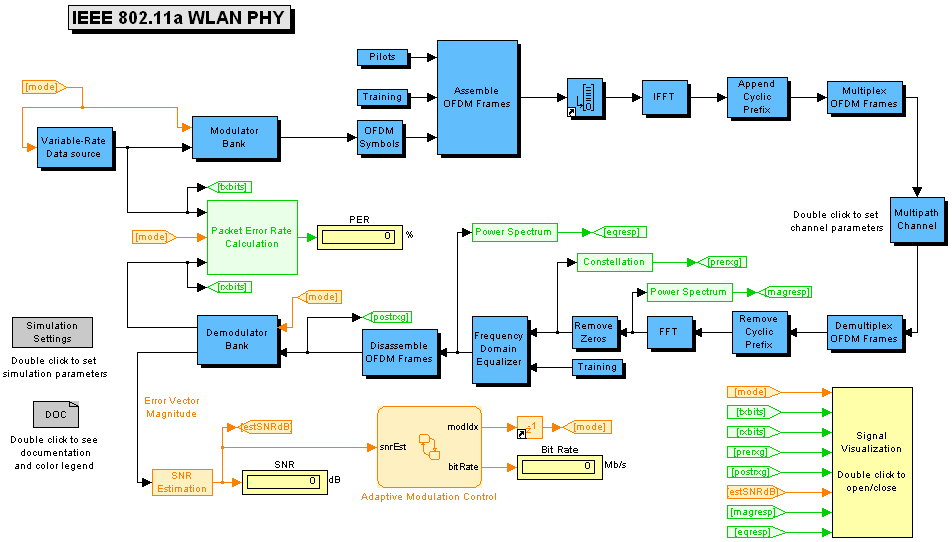 IEEE 802.11a WLAN PHY
[mode]
Variable-Rate
Data source
Modulator
Bank
Pilots
Training
OFDM
Symbols
Assemble
OFDM Frames
IFFT
Append
Cyclic
Prefix
Multiplex
OFDM Frames
[txbits]
[mode]
Packet Error Rate
Calculation
[rxbits]
PER
0
%
Double click to set
channel parameters
Multipath
Channel
Power Spectrum
[eqresp]
Constellation
[prerxg]
Power Spectrum
[magresp]
[mode]
Demodulator
Bank
[postrxg]
Disassemble
OFDM Frames
Frequency
Domain
Equalizer
Remove
Zeros
Training
FFT
Remove
Cyclic
Prefix
Demultiplex
OFDM Frames
Simulation
Settings
Double click to set
simulation parameters
DOC
Double click to see
documentation
and color legend
Error Vector
Magnitude
[estSNRdB]
SNR
Estimation
SNR
0
dB
snrEst
modIdx
bitRate
Adaptive Modulation Control
[mode]
Bit Rate
0
Mb/s
[mode]
[txbits]
[rxbits]
[prerxg]
[postrxg]
[estSNRdB]
[magresp]
[eqresp]
Signal
Visualization
Double click to
open/close